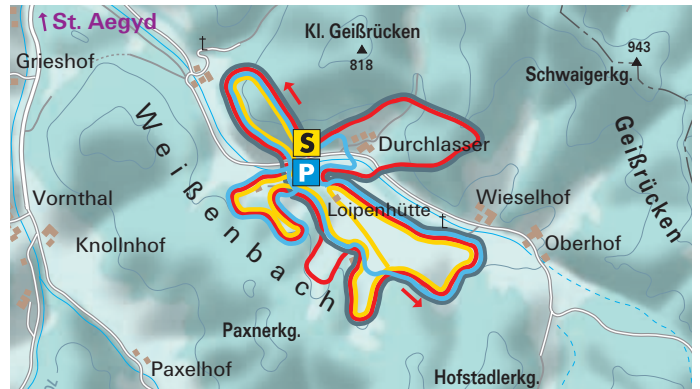 St. Aegyd
Grieshof
Kl. Geißrücken
818
943
Schwaigerkg.
S
P
Durchlasser
Geißrücken
Weißenbach
Vornthal
Knollnhof
Loipenhütte
Wieselhof
Oberhof
Paxnerkg.
Paxelhof
Hofstadlerkg.